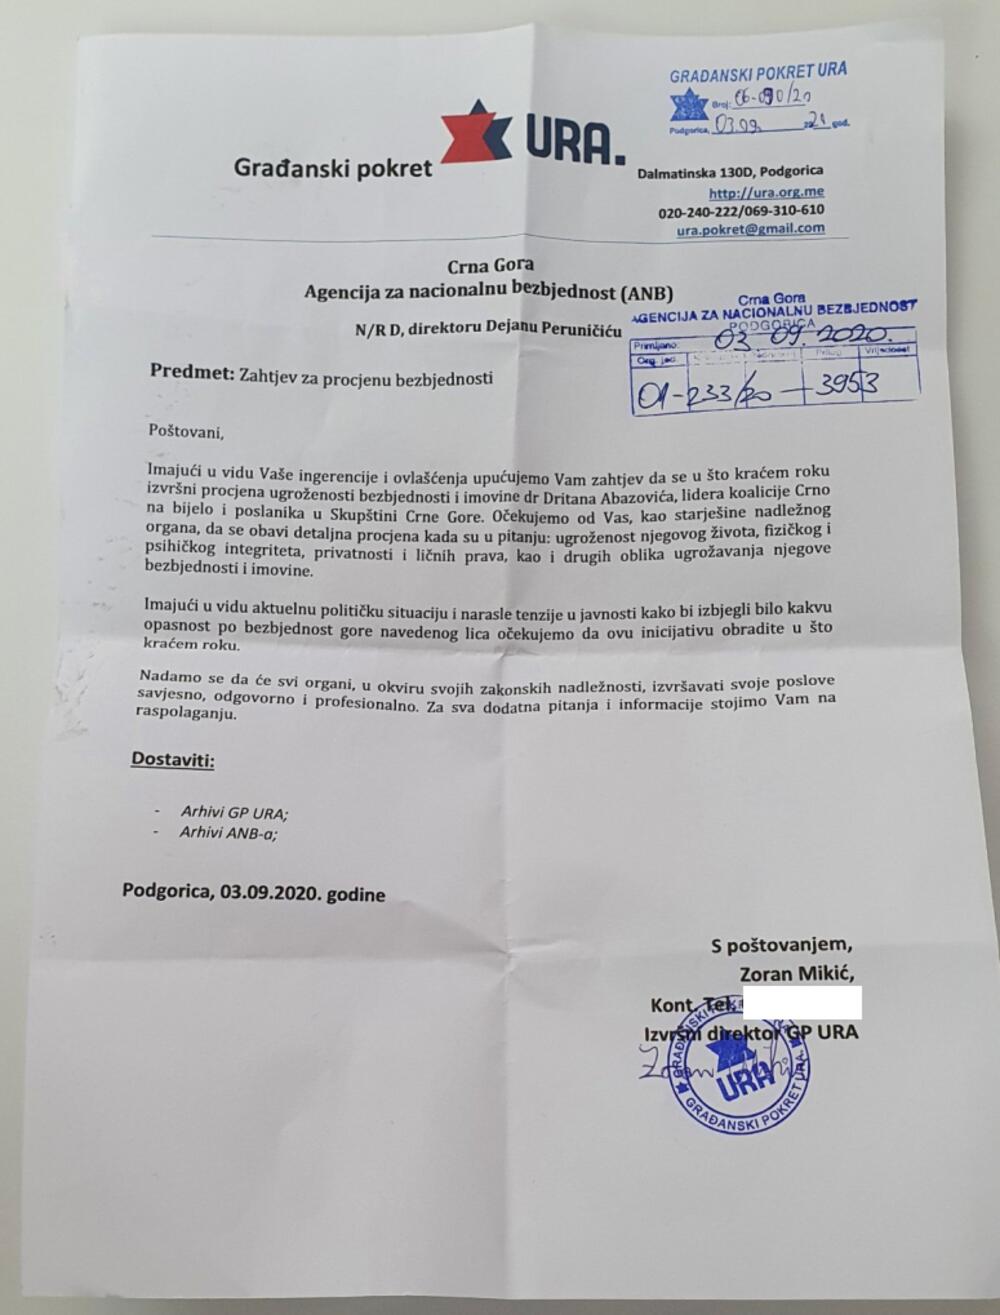 GRAĐANSKI POKRET URA
Broj: 06-090/20
Podgorica, 03.09. 20 god.
Građanski pokret URA.
Dalmatinska 130D, Podgorica
http://ura.org.me
020-240-222/069-310-610
ura.pokret@gmail.com
Crna Gora
Agencija za nacionalnu bezbjednost (ANB)
N/R D, direktoru Dejanu Peruničiću
Crna Gora
AGENCIJA ZA NACIONALNU BEZBJEDNOST
PODGORICA
Primljeno: 03. 09. 2020.
Org. jed. Prilog Vrijednost
01-233/20-3953
Predmet: Zahtjev za procjenu bezbjednosti
Poštovani,
Imajući u vidu Vaše ingerencije i ovlašćenja upućujemo Vam zahtjev da se u što kraćem roku
izvršni procjena ugroženosti bezbjednosti i imovine dr Dritana Abazovića, lidera koalicije Crno
na bijelo i poslanika u Skupštini Crne Gore. Očekujemo od Vas, kao starješine nadležnog
organa, da se obavi detaljna procjena kada su u pitanju: ugroženost njegovog života, fizičkog i
psihičkog integriteta, privatnosti i ličnih prava, kao i drugih oblika ugrožavanja njegove
bezbjednosti i imovine.
Imajući u vidu aktuelnu političku situaciju i narasle tenzije u javnosti kako bi izbjegli bilo kakvu
opasnost po bezbjednost gore navedenog lica očekujemo da ovu inicijativu obradite u što
kraćem roku.
Nadamo se da će svi organi, u okviru svojih zakonskih nadležnosti, izvršavati svoje poslove
savjesno, odgovorno i profesionalno. Za sva dodatna pitanja i informacije stojimo Vam na
raspolaganju.
Dostaviti:
- Arhivi GP URA;
- Arhivi ANB-a;
Podgorica, 03.09.2020. godine
S poštovanjem,
Zoran Mikić,
Kont. Tel.
Izvršni direktor GP URA
GRAĐANSKI POKRET URA
URA
GRAĐANSKI POKRET URA